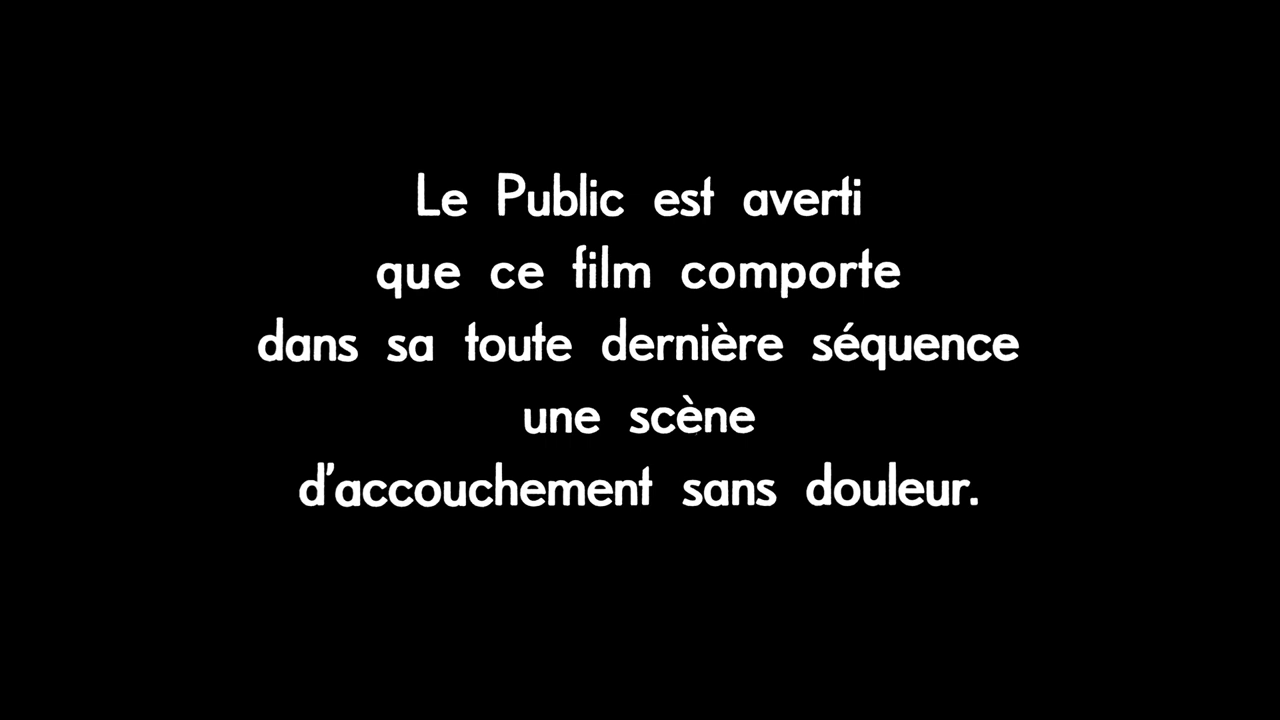 Le Public est averti
que ce film comporte
dans sa toute dernière séquence
une scène
d'accouchement sans douleur.